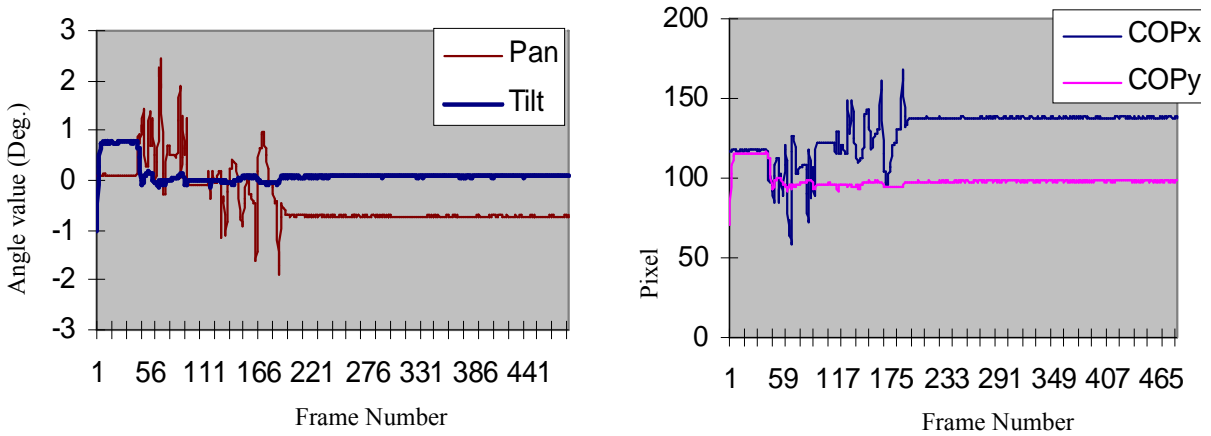 3
2
1
0
-1
-2
-3
Angle value (Deg.)
Pan
Tilt
1 56 111 166 221 276 331 386 441
Frame Number
200
150
100
50
0
Pixel
COPx
COPy
1 59 117 175 233 291 349 407 465
Frame Number